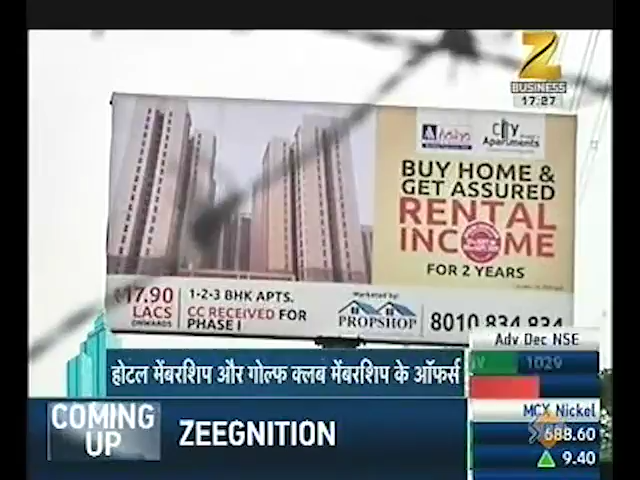 Z
BUSINESS
17:27
Aditya
City
Apartments
BUY HOME &
GET ASSURED
RENTAL
INCOME
FOR 2 YEARS
₹17.90
LACS
ONWARDS
1-2-3 BHK APTS.
CC RECEIVED FOR
PHASE I
Marketed by:
PROPSHOP
8010 834 834
होटल मेंबरशिप और गोल्फ क्लब मेंबरशिप के ऑफर्स
Adv Dec NSE
1029
MCX Nickel
688.60
9.40
COMING
UP
ZEEGNITION